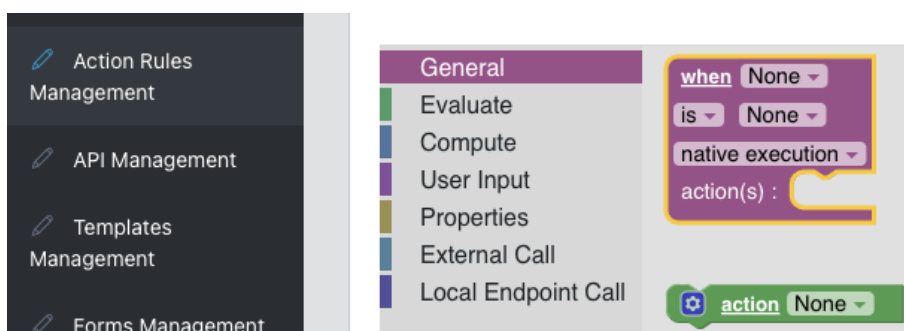 Action Rules
Management
API Management
Templates
Management
Forms Management
General
Evaluate
Compute
User Input
Properties
External Call
Local Endpoint Call
when None
is None
native execution
action(s) :
action None